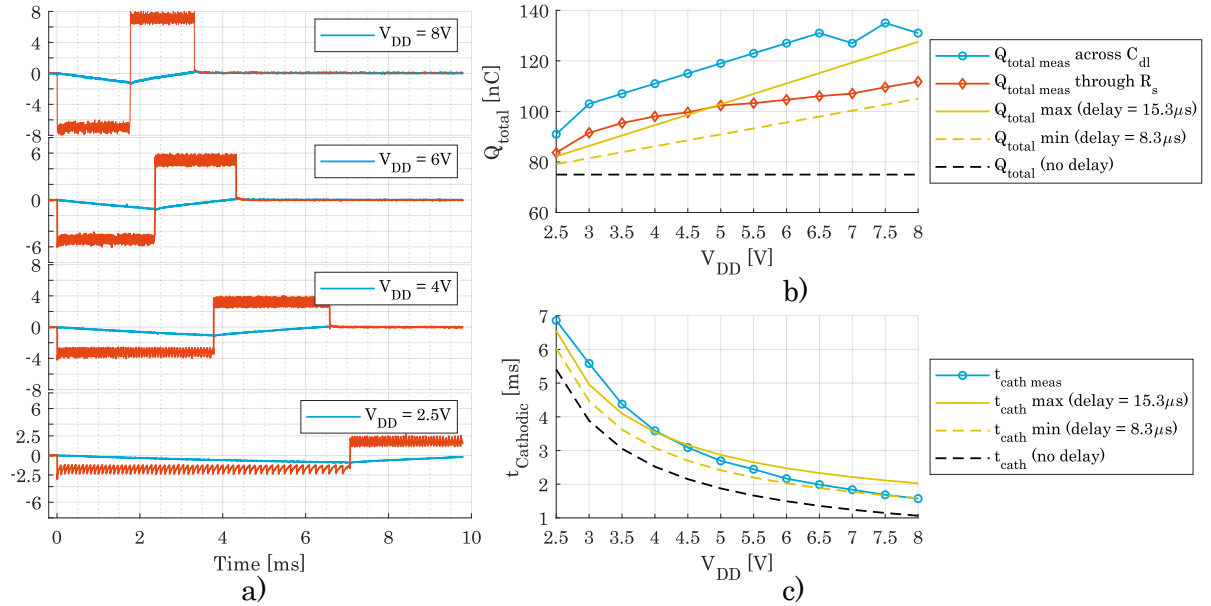 8
4
0
-4
-8
V_DD = 8V
6
0
-6
V_DD = 6V
8
4
0
-4
8
V_DD = 4V
6
2.5
0
-2.5
-6
V_DD = 2.5V
0 2 4 6 8 10
Time [ms]
a)
140
120
100
80
60
Q_total [nC]
2.5 3 3.5 4 4.5 5 5.5 6 6.5 7 7.5 8
V_DD [V]
b)
Q_total meas across C_dl
Q_total meas through R_s
Q_total max (delay = 15.3μs)
Q_total min (delay = 8.3μs)
Q_total (no delay)
7
6
5
4
3
2
1
t_Cathodic [ms]
2.5 3 3.5 4 4.5 5 5.5 6 6.5 7 7.5 8
V_DD [V]
c)
t_cath meas
t_cath max (delay = 15.3μs)
t_cath min (delay = 8.3μs)
t_cath (no delay)